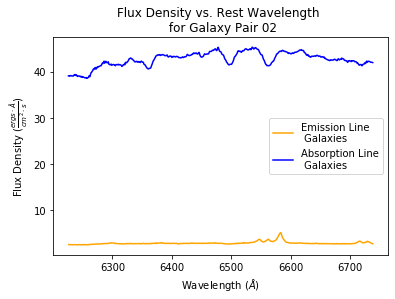 Flux Density vs. Rest Wavelength
for Galaxy Pair 02
Flux Density (ergs · Å / cm² · s)
40
30
20
10
Emission Line
Galaxies
Absorption Line
Galaxies
6300
6400
6500
6600
6700
Wavelength (Å)